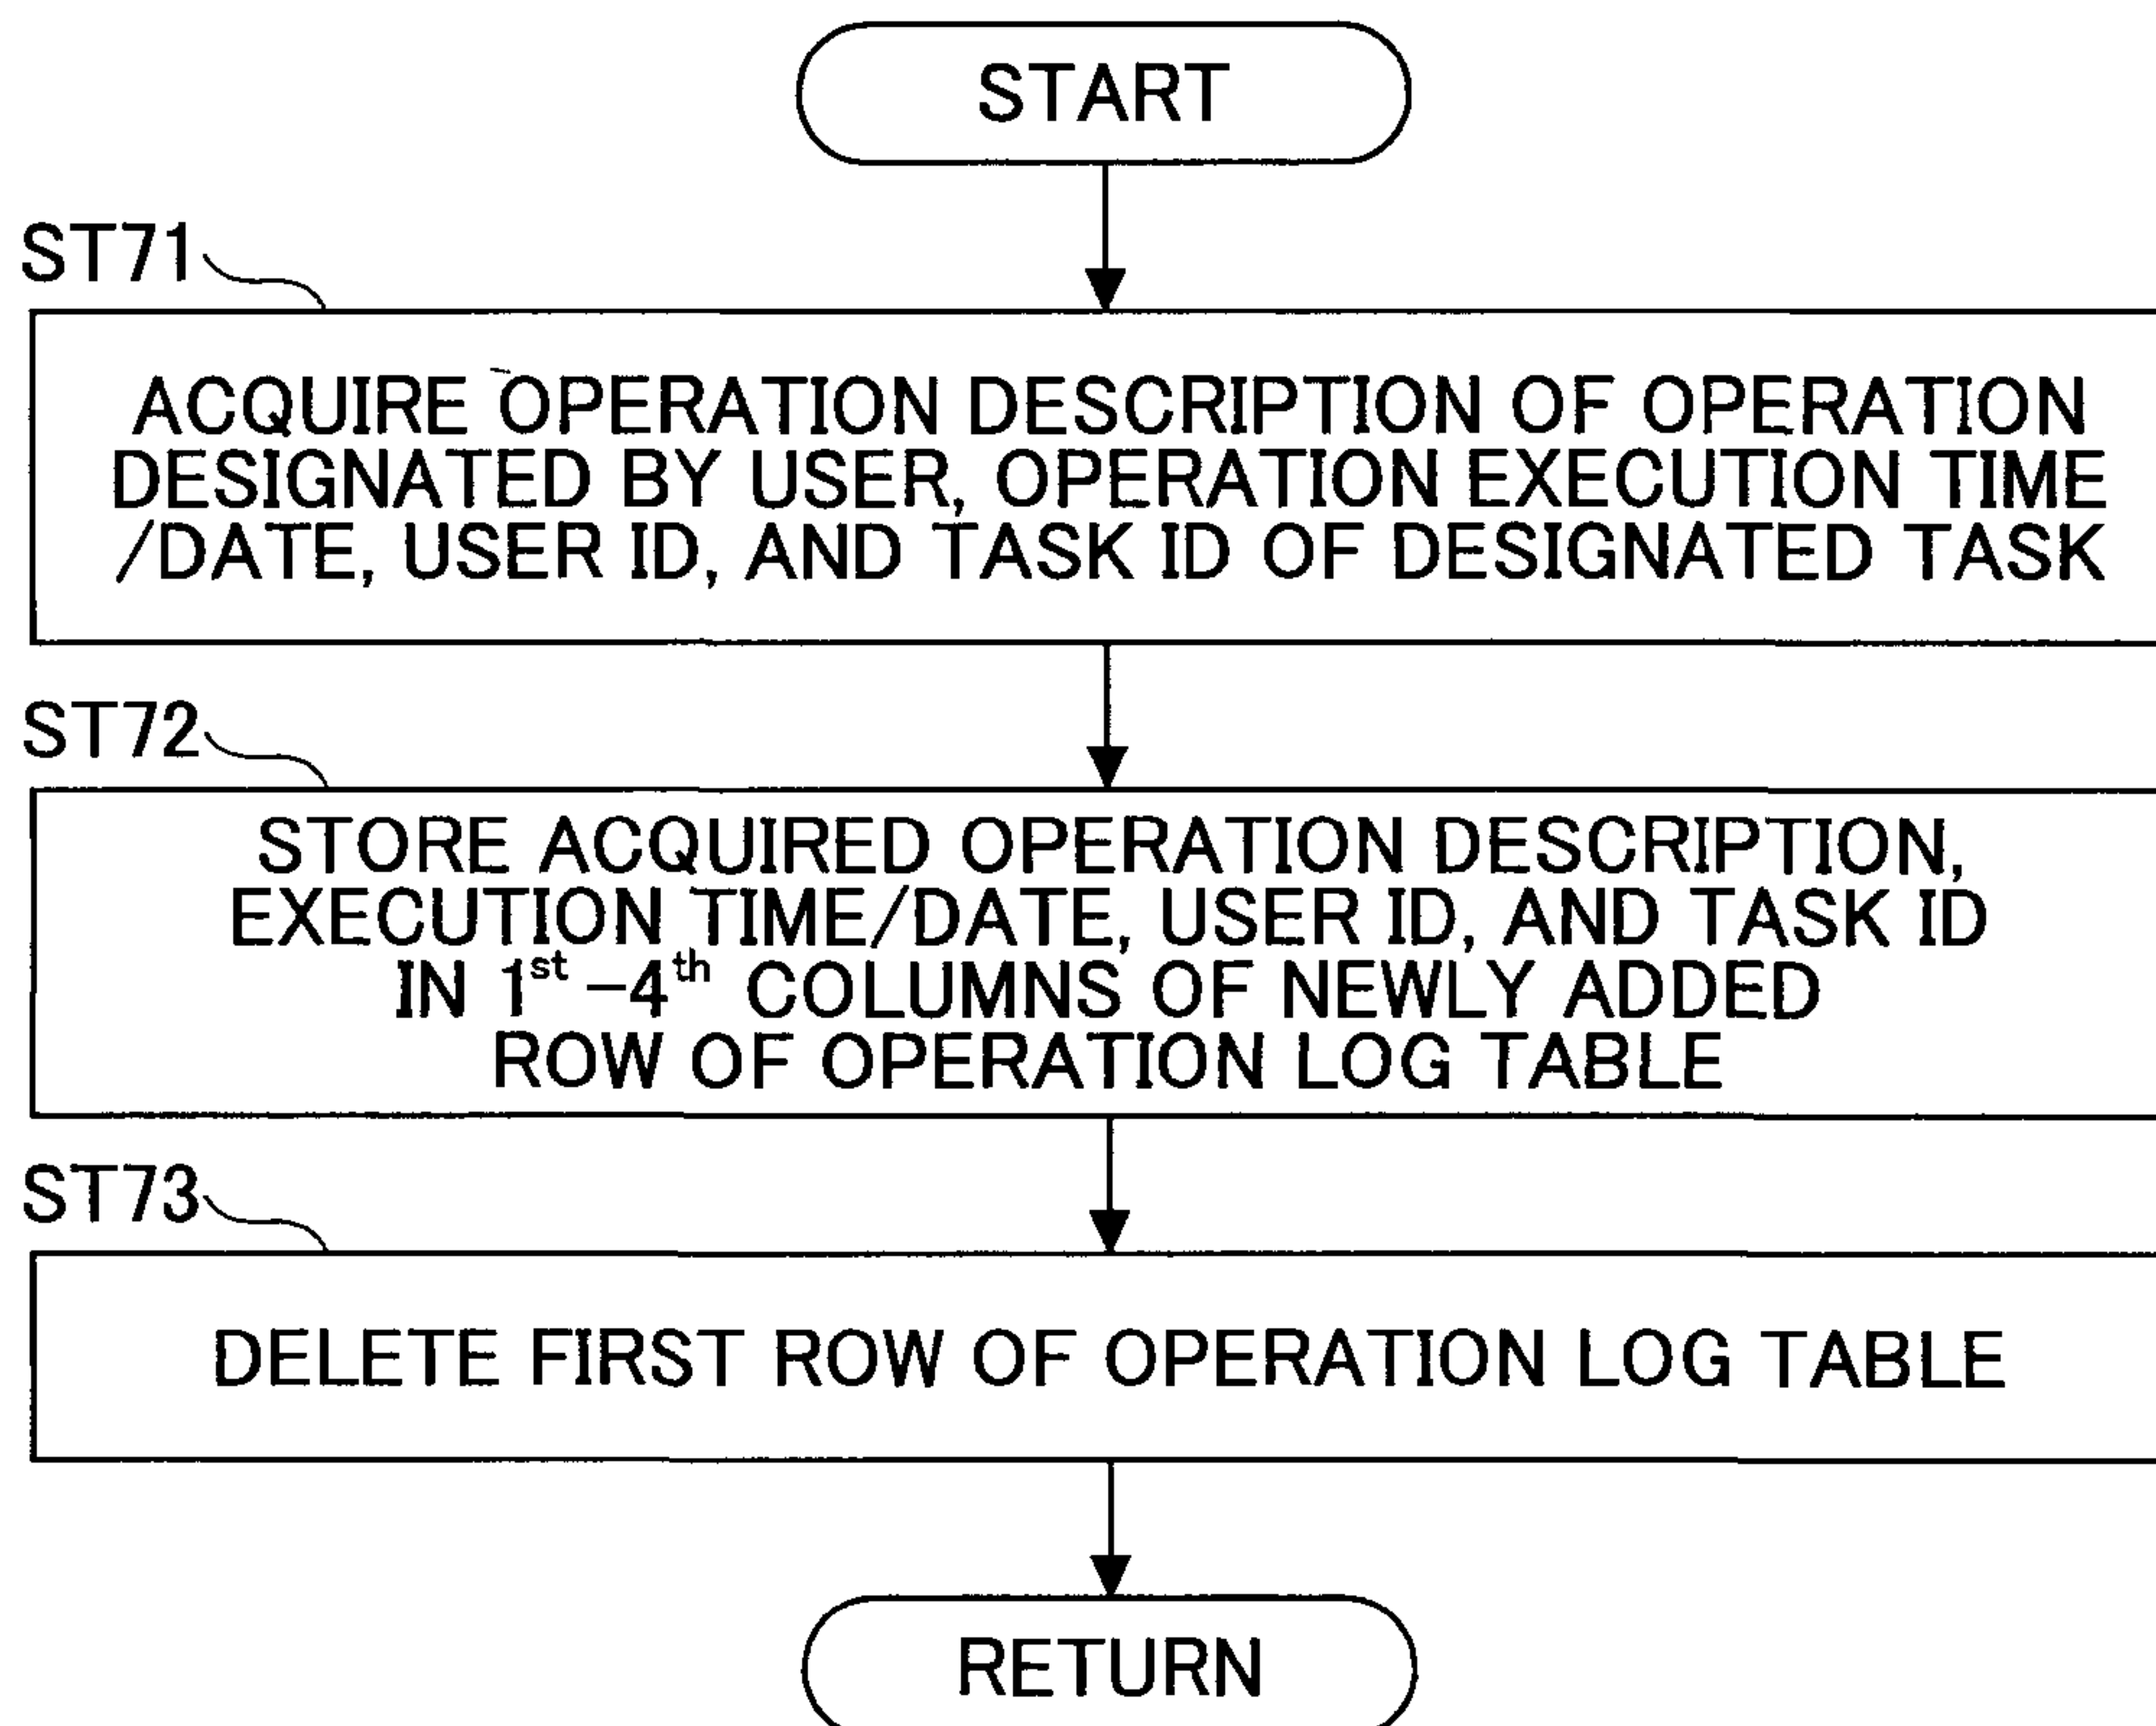 START
ST71
ACQUIRE OPERATION DESCRIPTION OF OPERATION
DESIGNATED BY USER, OPERATION EXECUTION TIME
/DATE, USER ID, AND TASK ID OF DESIGNATED TASK
ST72
STORE ACQUIRED OPERATION DESCRIPTION,
EXECUTION TIME/DATE, USER ID, AND TASK ID
IN 1st-4th COLUMNS OF NEWLY ADDED
ROW OF OPERATION LOG TABLE
ST73
DELETE FIRST ROW OF OPERATION LOG TABLE
RETURN